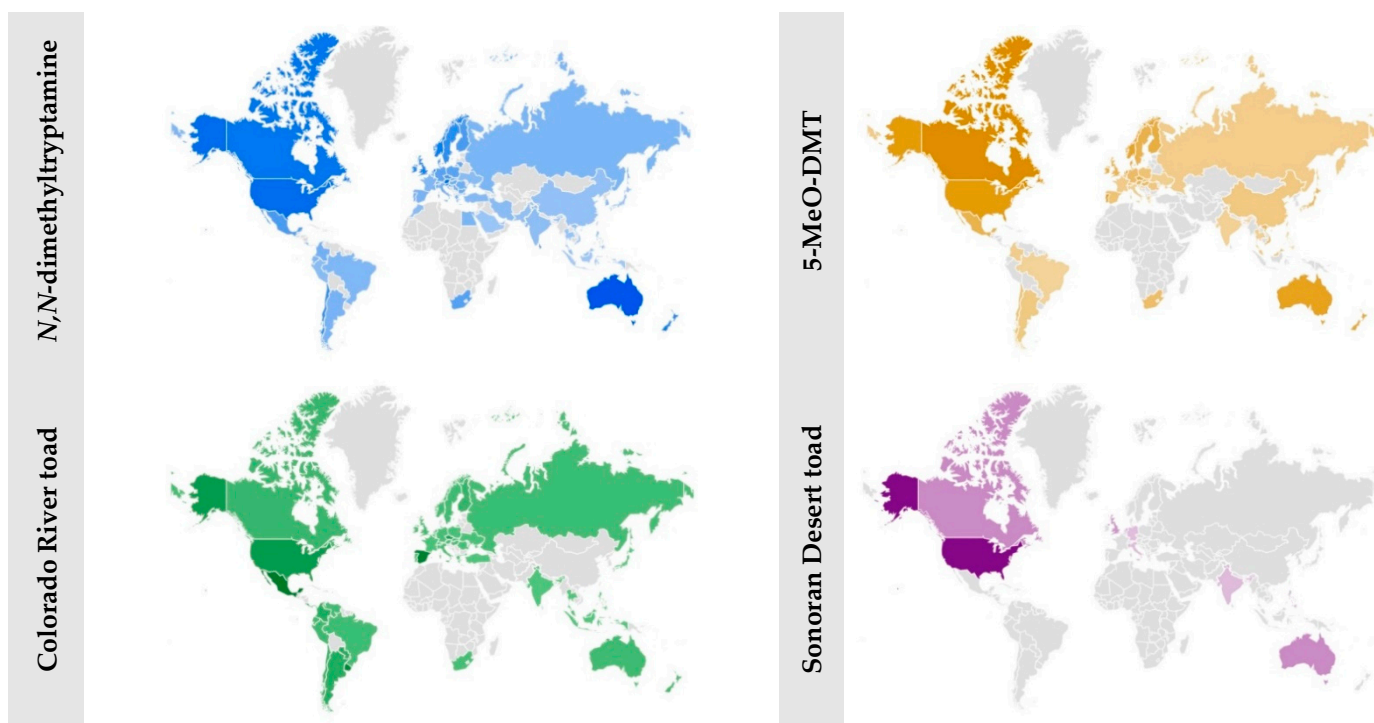 N,N-dimethyltryptamine
5-MeO-DMT
Colorado River toad
Sonoran Desert toad